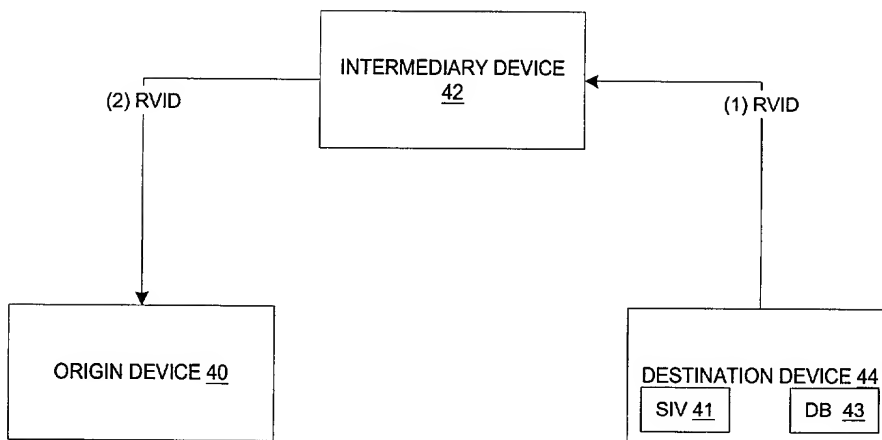 INTERMEDIARY DEVICE
42
(2) RVID
(1) RVID
ORIGIN DEVICE 40
DESTINATION DEVICE 44
SIV 41
DB 43